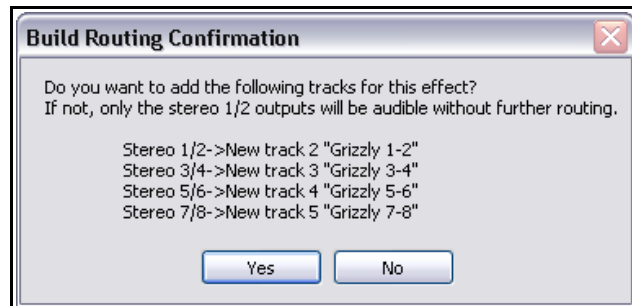 Build Routing Confirmation
Do you want to add the following tracks for this effect?
If not, only the stereo 1/2 outputs will be audible without further routing.
Stereo 1/2->New track 2 "Grizzly 1-2"
Stereo 3/4->New track 3 "Grizzly 3-4"
Stereo 5/6->New track 4 "Grizzly 5-6"
Stereo 7/8->New track 5 "Grizzly 7-8"
Yes
No